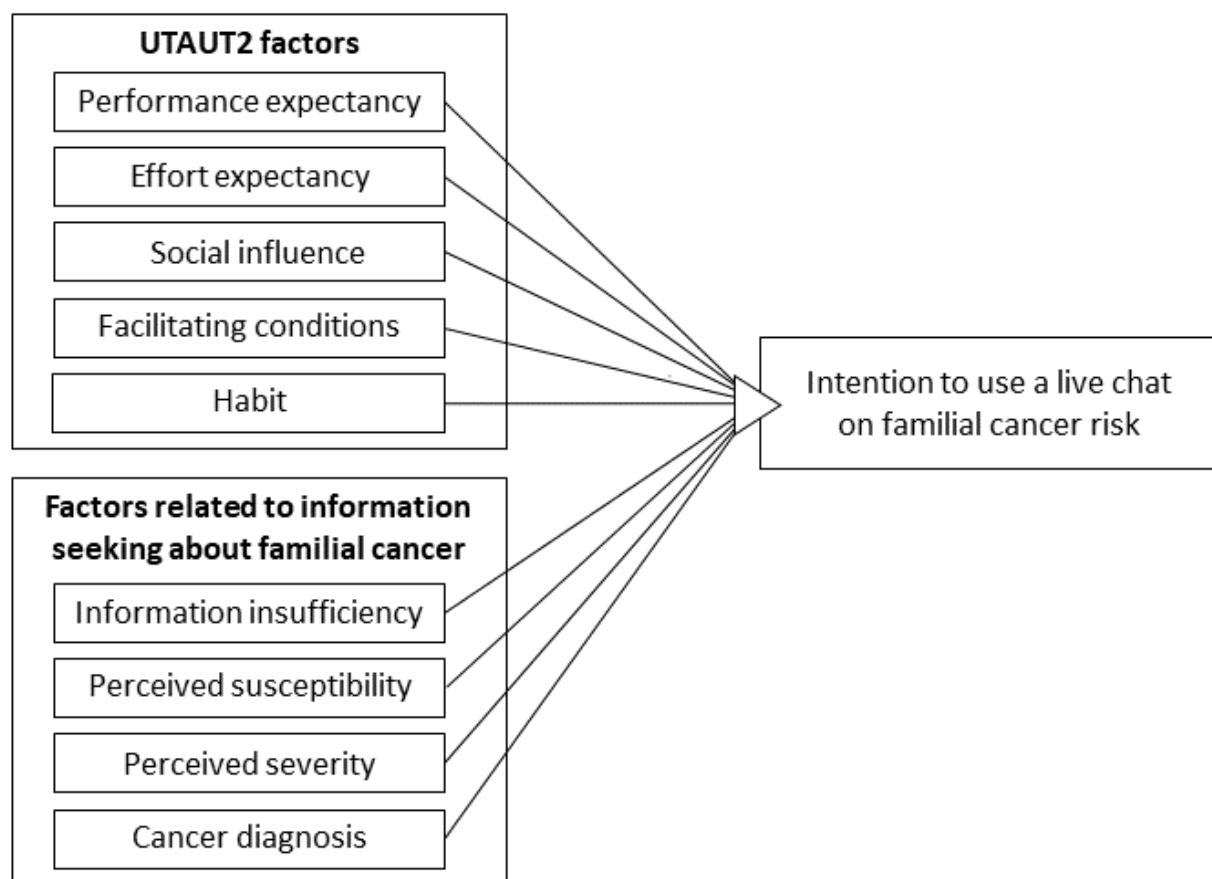 UTAUT2 factors
Performance expectancy
Effort expectancy
Social influence
Facilitating conditions
Habit
Factors related to information
seeking about familial cancer
Information insufficiency
Perceived susceptibility
Perceived severity
Cancer diagnosis
Intention to use a live chat
on familial cancer risk